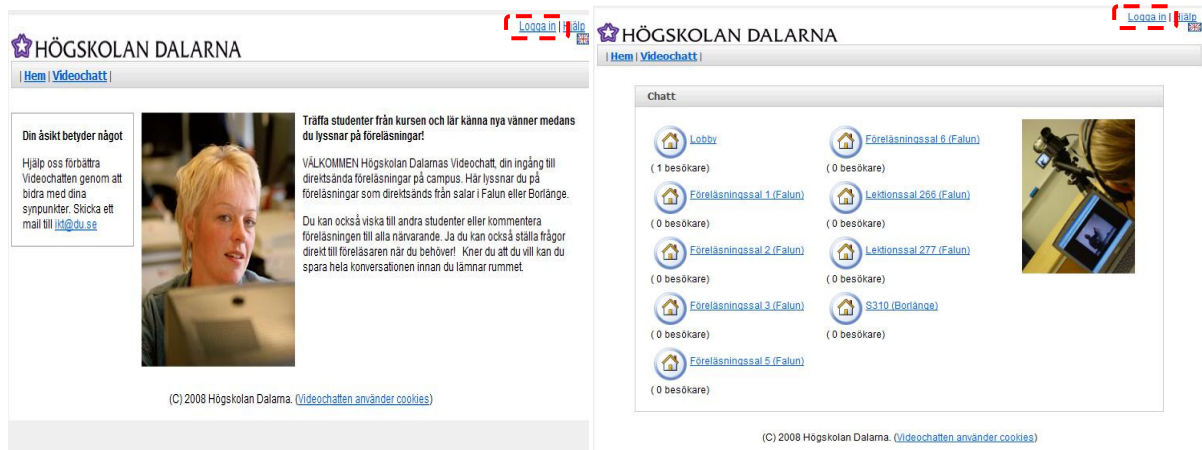 Logga in | Hjälp
HÖGSKOLAN DALARNA
| Hem | Videochatt |
Din åsikt betyder något
Hjälp oss förbättra
Videochatten genom att
bidra med dina
synpunkter. Skicka ett
mail till ikt@du.se
Träffa studenter från kursen och lär känna nya vänner medans
du lyssnar på föreläsningar!
VÄLKOMMEN Högskolan Dalarnas Videochatt, din ingång till
direktsända föreläsningar på campus. Här lyssnar du på
föreläsningar som direktsänds från salar i Falun eller Borlänge.
Du kan också viska till andra studenter eller kommentera
föreläsningen till alla närvarande. Ja du kan också ställa frågor
direkt till föreläsaren när du behöver! Kner du att du vill kan du
spara hela konversationen innan du lämnar rummet.
(C) 2008 Högskolan Dalarna. (Videochatten använder cookies)
Logga in | Hjälp
HÖGSKOLAN DALARNA
| Hem | Videochatt |
Chatt
Lobby
( 1 besökare)
Föreläsningssal 1 (Falun)
( 0 besökare)
Föreläsningssal 2 (Falun)
( 0 besökare)
Föreläsningssal 3 (Falun)
( 0 besökare)
Föreläsningssal 5 (Falun)
( 0 besökare)
Föreläsningssal 6 (Falun)
( 0 besökare)
Lektionssal 266 (Falun)
( 0 besökare)
Lektionssal 277 (Falun)
( 0 besökare)
S310 (Borlänge)
( 0 besökare)
(C) 2008 Högskolan Dalarna. (Videochatten använder cookies)